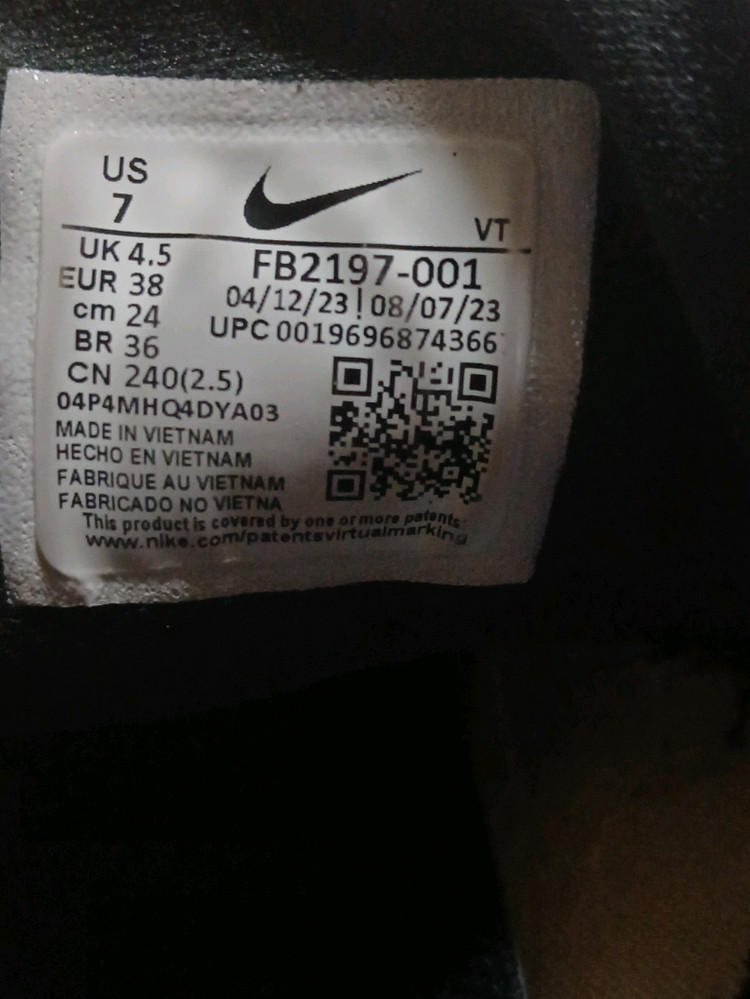 US
7
VT
UK 4.5
EUR 38
cm 24
BR 36
CN 240(2.5)
FB2197-001
04/12/23 | 08/07/23
UPC 0019696874366
04P4MHQ4DYA03
MADE IN VIETNAM
HECHO EN VIETNAM
FABRIQUE AU VIETNAM
FABRICADO NO VIETNA
This product is covered by one or more patents:
www.nike.com/patentsvirtualmarking